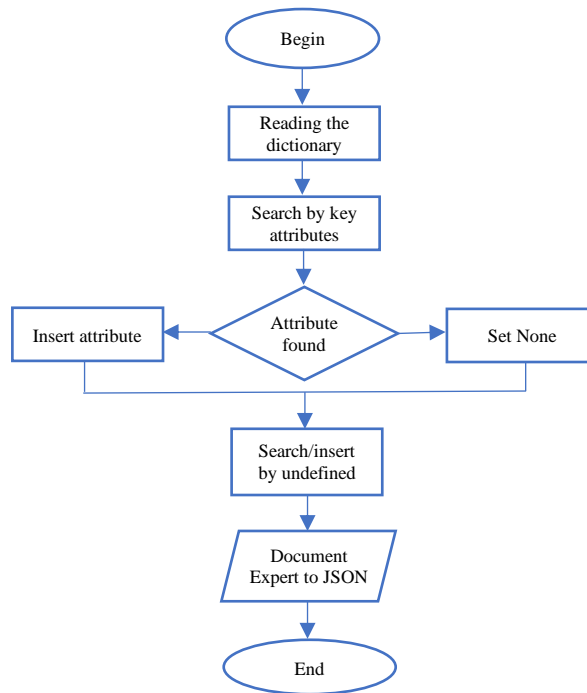 Begin
Reading the
dictionary
Search by key
attributes
Attribute
found
Insert attribute
Set None
Search/insert
by undefined
Document
Expert to JSON
End